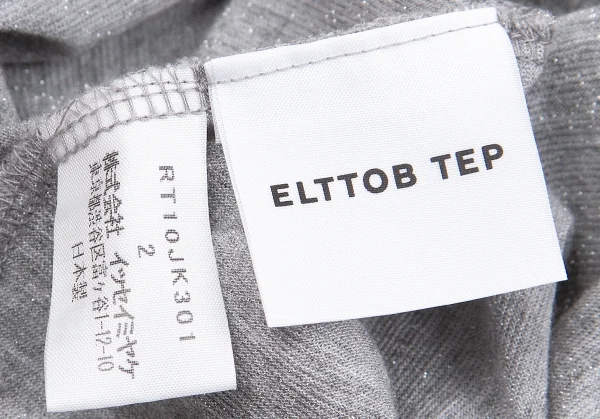 RT10JK301
2
株式会社 イッセイミヤケ
東京都渋谷区富ヶ谷1-12-10
日本製
ELTTOB TEP